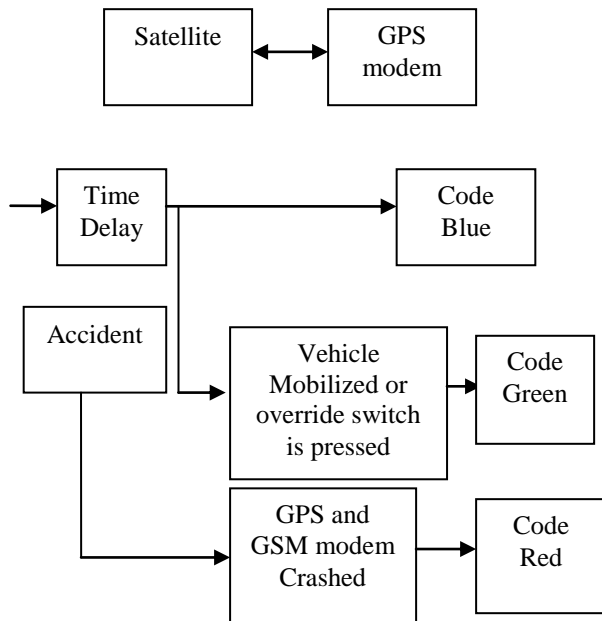 Satellite
GPS
modem
Time
Delay
Code
Blue
Accident
Vehicle
Mobilized or
override switch
is pressed
Code
Green
GPS and
GSM modem
Crashed
Code
Red